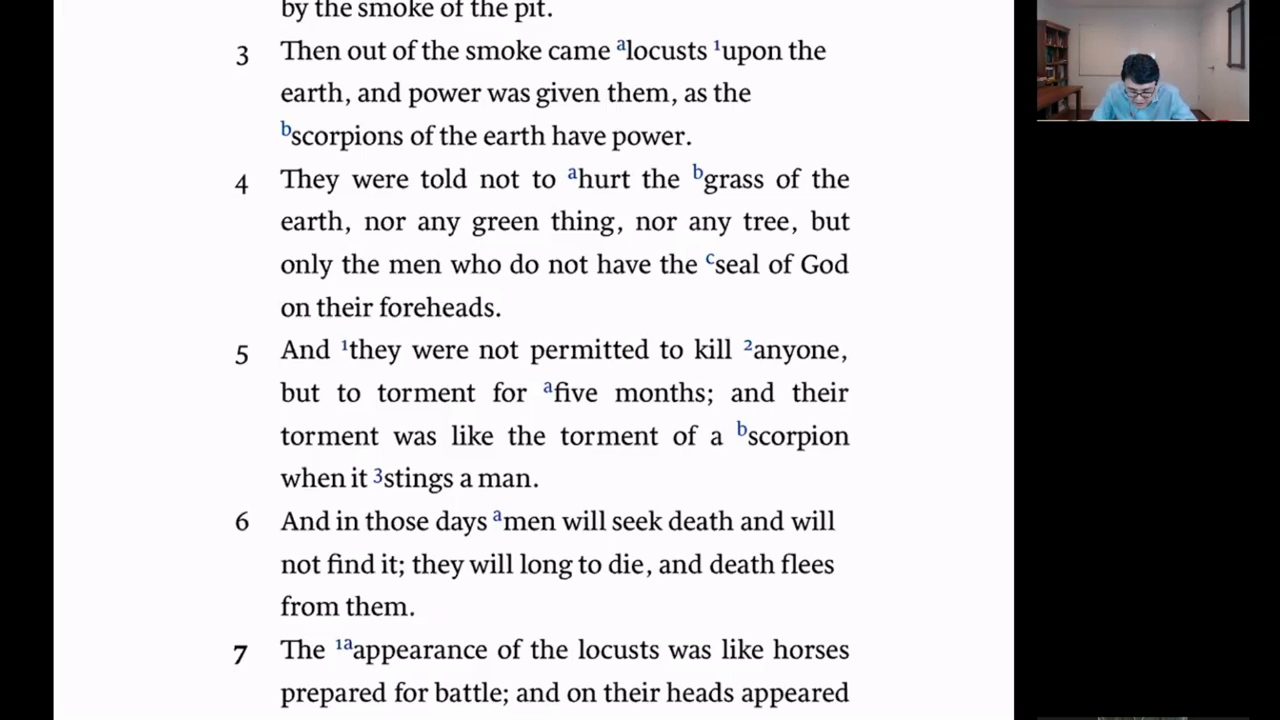 by the smoke of the pit.
3 Then out of the smoke came alocusts 1upon the
earth, and power was given them, as the
bscorpions of the earth have power.
4 They were told not to ahurt the bgrass of the
earth, nor any green thing, nor any tree, but
only the men who do not have the cseal of God
on their foreheads.
5 And 1they were not permitted to kill 2anyone,
but to torment for afive months; and their
torment was like the torment of a bscorpion
when it 3stings a man.
6 And in those days amen will seek death and will
not find it; they will long to die, and death flees
from them.
7 The 1aappearance of the locusts was like horses
prepared for battle; and on their heads appeared